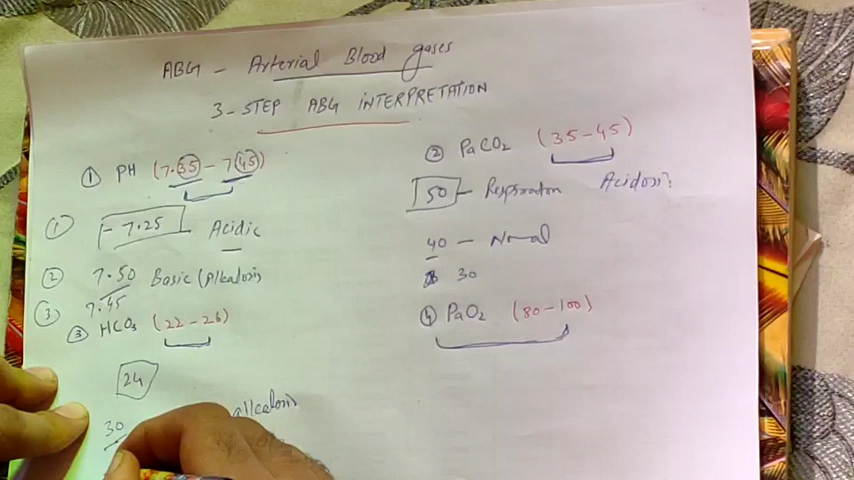 ABG - Arterial Blood gases
3-STEP ABG INTERPRETATION
① PH (7.35 - 7.45)
② PaCO2 (35-45)
① - 7.25 Acidic
50 - Respiration Acidosis
② 7.50 Basic (Alkalosis
40 - Normal
30
③ 7.45
③ HCO3 (22-26)
④ PaO2 (80-100)
24
30 alkalosis